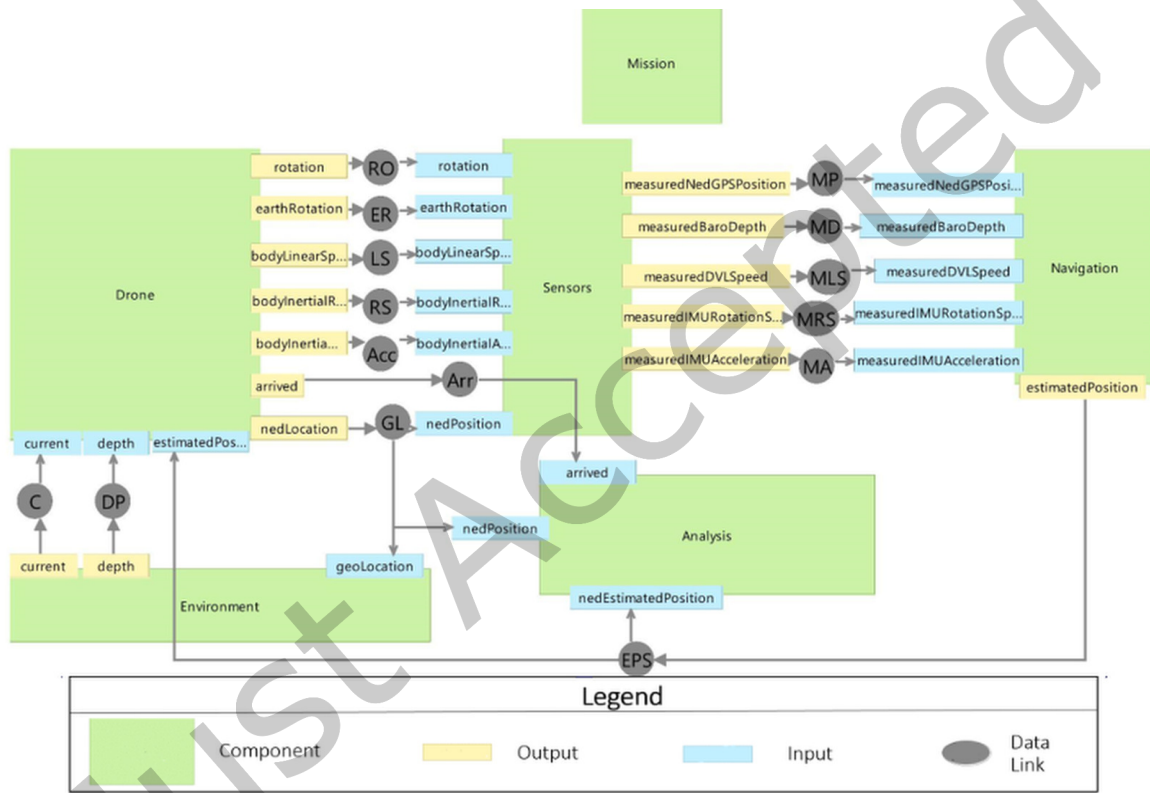 Mission
Drone
rotation
RO
rotation
earthRotation
ER
earthRotation
bodyLinearSp...
LS
bodyLinearSp...
bodyInertialR...
RS
bodyInertialR...
bodyInertia...
Acc
bodyInertialA...
arrived
Arr
nedLocation
GL
nedPosition
Sensors
measuredNedGPSPosition
MP
measuredNedGPSPosi...
measuredBaroDepth
MD
measuredBaroDepth
measuredDVLSpeed
MLS
measuredDVLSpeed
measuredIMURotationS...
MRS
measuredIMURotationSp...
measuredIMUAcceleration
MA
measuredIMUAcceleration
Navigation
estimatedPosition
current
depth
estimatedPos...
C
DP
current
depth
geoLocation
Environment
arrived
nedPosition
Analysis
nedEstimatedPosition
EPS
Legend
Component
Output
Input
Data
Link
ust Accepted